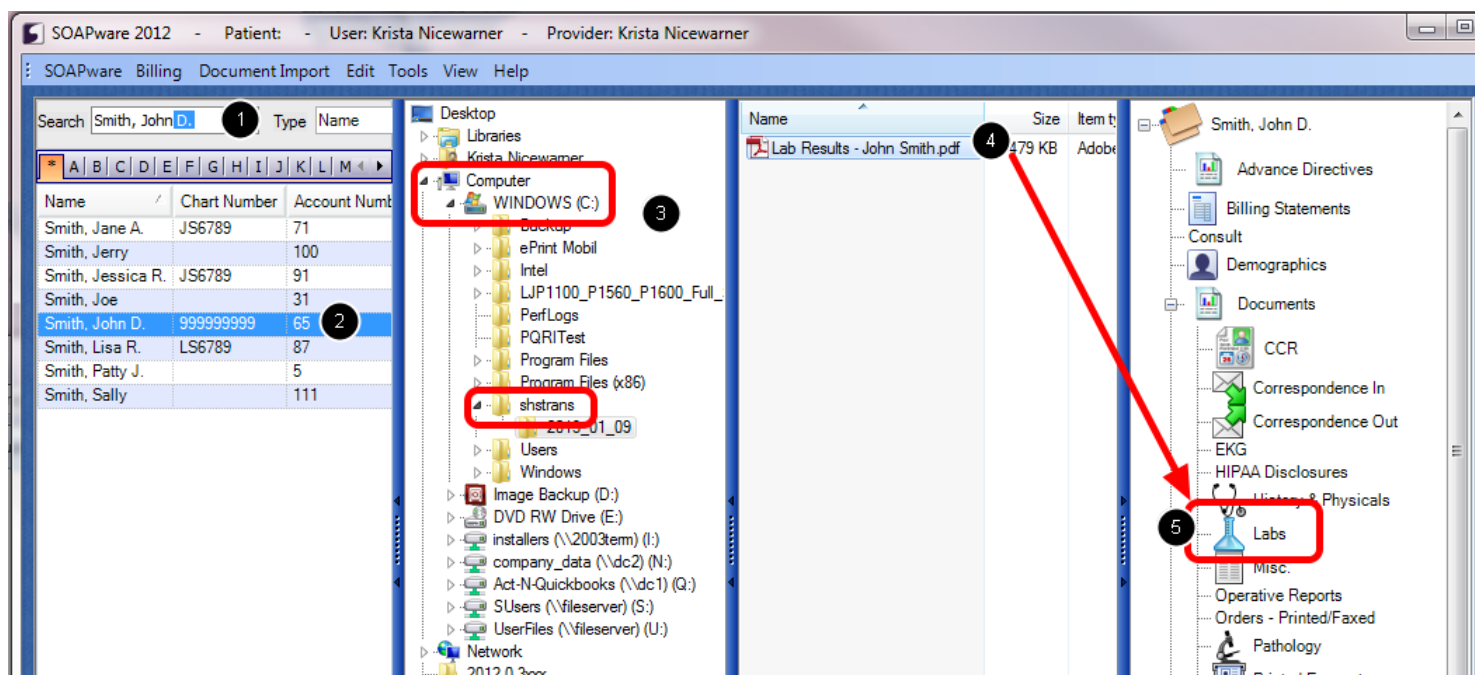 SOAPware 2012 - Patient: - User: Krista Nicewarner - Provider: Krista Nicewarner
SOAPware Billing Document Import Edit Tools View Help
Search Smith, John D. 1 Type Name
* A B C D E F G H I J K L M
Name Chart Number Account Numb
Smith, Jane A. JS6789 71
Smith, Jerry 100
Smith, Jessica R. JS6789 91
Smith, Joe 31
Smith, John D. 999999999 65 2
Smith, Lisa R. LS6789 87
Smith, Patty J. 5
Smith, Sally 111
Desktop
Libraries
Krista Nicewarner
Computer
WINDOWS (C:)
3
Backup
ePrint Mobil
Intel
LJP1100_P1560_P1600_Full_
PerfLogs
PQRITest
Program Files
Program Files (x86)
shstrans
2013_01_09
Users
Windows
Image Backup (D:)
DVD RW Drive (E:)
installers (\\2003term) (I:)
company_data (\\dc2) (N:)
Act-N-Quickbooks (\\dc1) (Q:)
SUsers (\\fileserver) (S:)
UserFiles (\\fileserver) (U:)
Network
Name Size Item ty
Lab Results - John Smith.pdf 4 479 KB Adobe
Smith, John D.
Advance Directives
Billing Statements
Consult
Demographics
Documents
CCR
Correspondence In
Correspondence Out
EKG
HIPAA Disclosures
History & Physicals
5 Labs
Misc.
Operative Reports
Orders - Printed/Faxed
Pathology